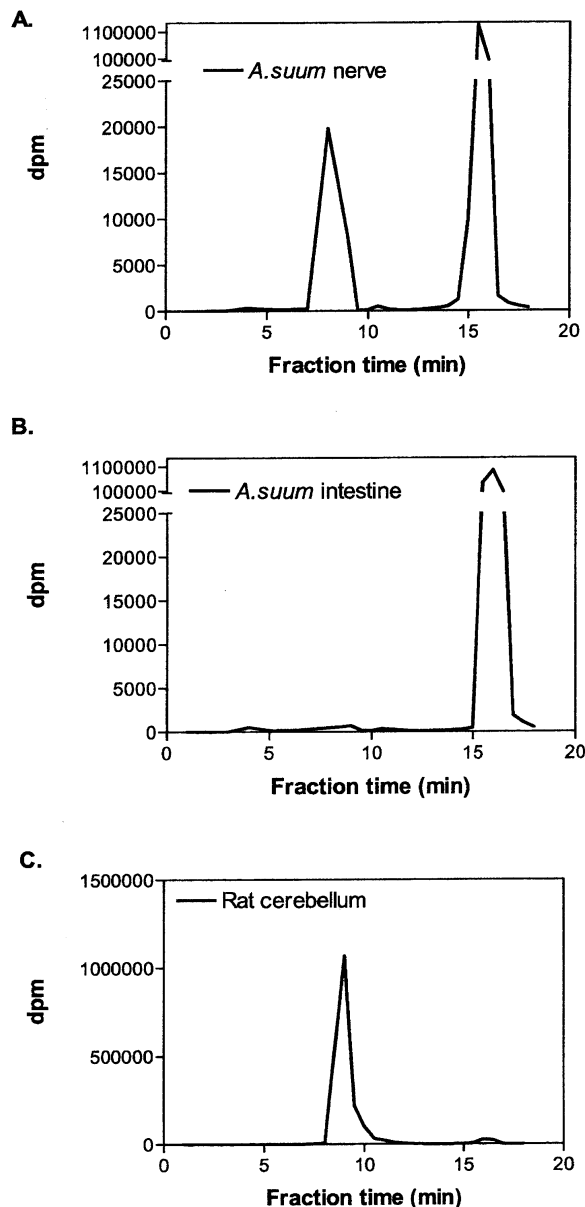 A.
1100000
100000
25000
20000
15000
10000
5000
0
dpm
A.suum nerve
0 5 10 15 20
Fraction time (min)
B.
1100000
100000
25000
20000
15000
10000
5000
0
dpm
A.suum intestine
0 5 10 15 20
Fraction time (min)
C.
1500000
1000000
500000
0
dpm
Rat cerebellum
0 5 10 15 20
Fraction time (min)